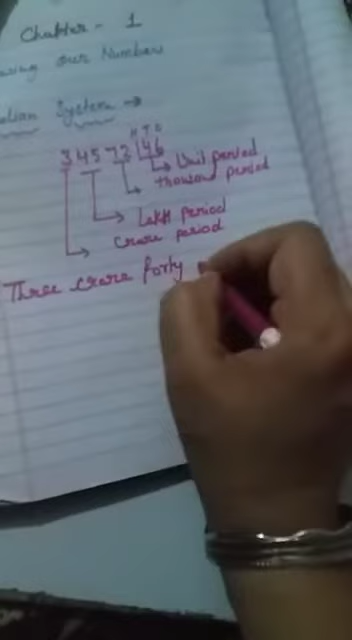 Chapter - 1
our Numbers
System →
H T O
3 45 72 146
Unit period
thousand period
Lakh period
Crore period
Three crore forty